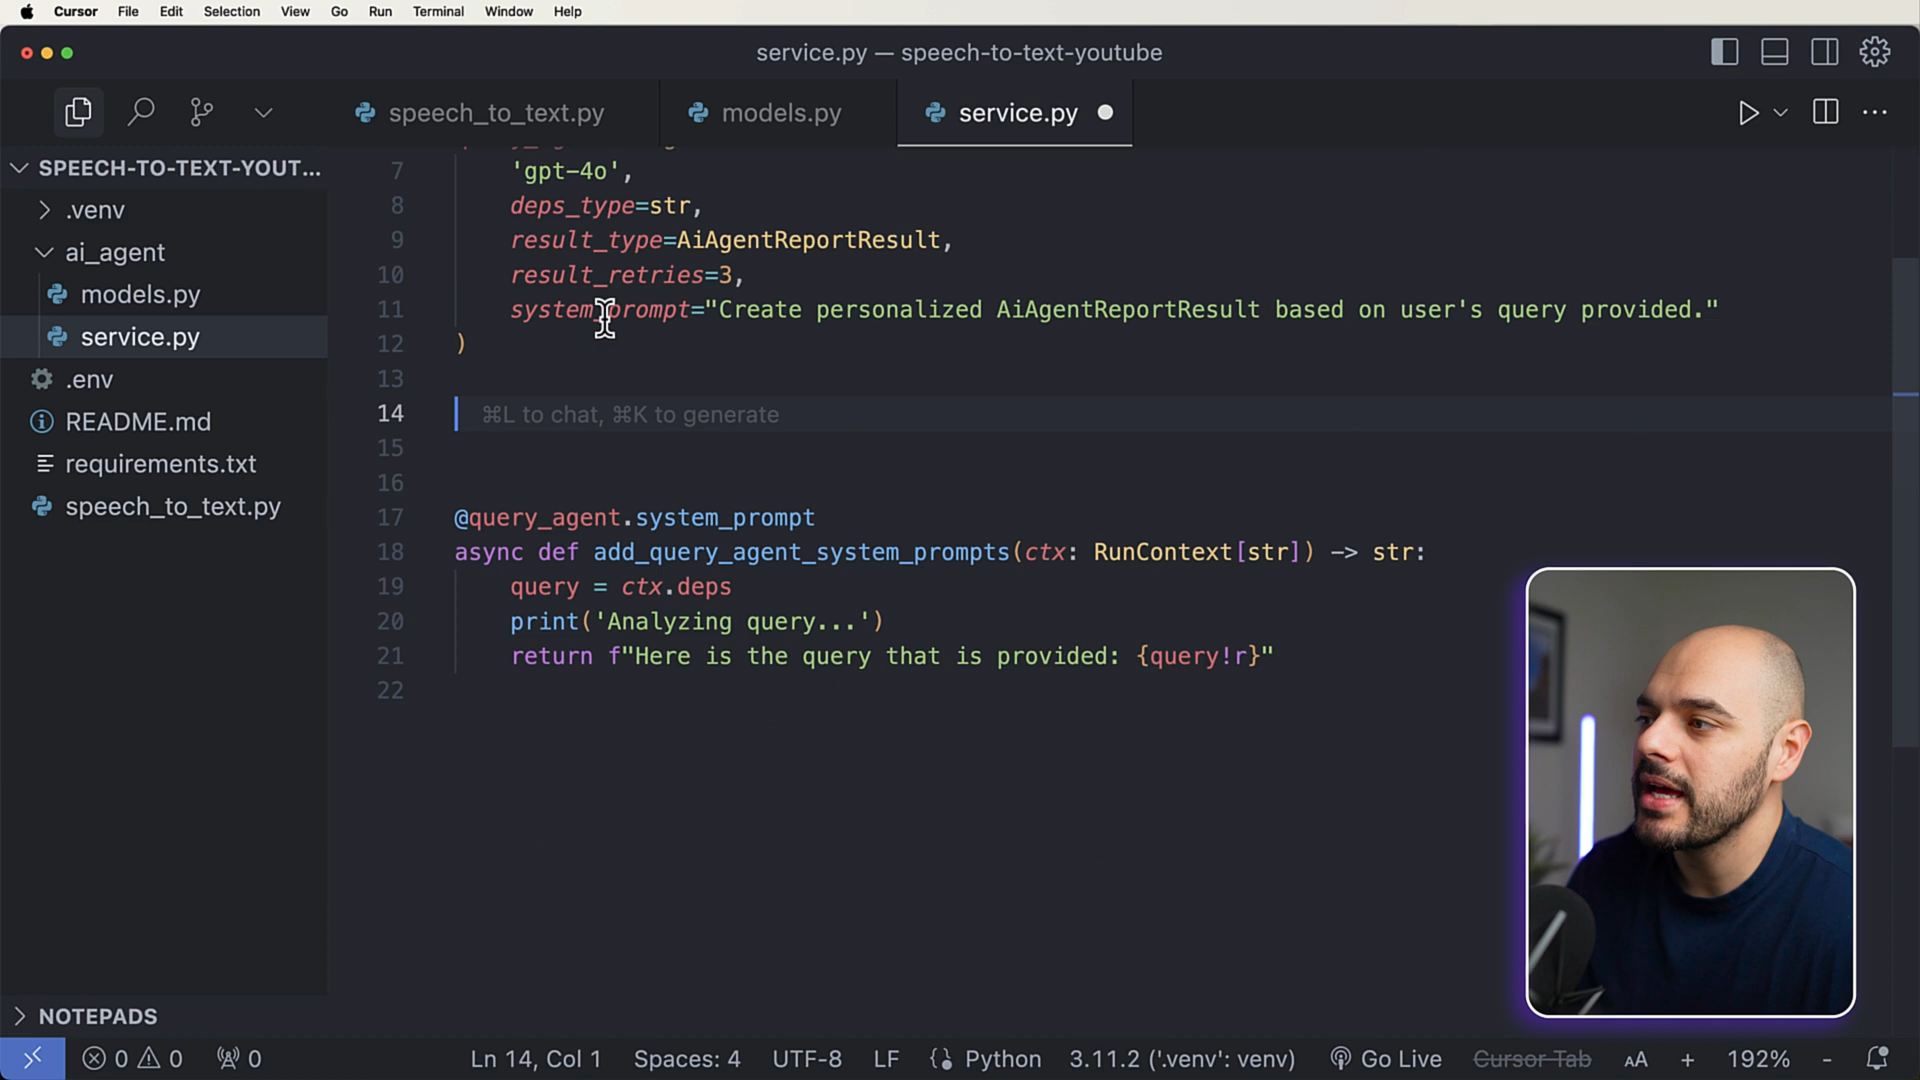 Cursor File Edit Selection View Go Run Terminal Window Help
service.py — speech-to-text-youtube
speech_to_text.py models.py service.py
SPEECH-TO-TEXT-YOUT...
.venv
ai_agent
models.py
service.py
.env
README.md
requirements.txt
speech_to_text.py
NOTEPADS
7 'gpt-4o',
8 deps_type=str,
9 result_type=AiAgentReportResult,
10 result_retries=3,
11 system_prompt="Create personalized AiAgentReportResult based on user's query provided."
12 )
13
14 ⌘L to chat, ⌘K to generate
15
16
17 @query_agent.system_prompt
18 async def add_query_agent_system_prompts(ctx: RunContext[str]) -> str:
19 query = ctx.deps
20 print('Analyzing query...')
21 return f"Here is the query that is provided: {query!r}"
22
0 0 0 Ln 14, Col 1 Spaces: 4 UTF-8 LF Python 3.11.2 ('.venv': venv) Go Live Cursor Tab AA + 192% -